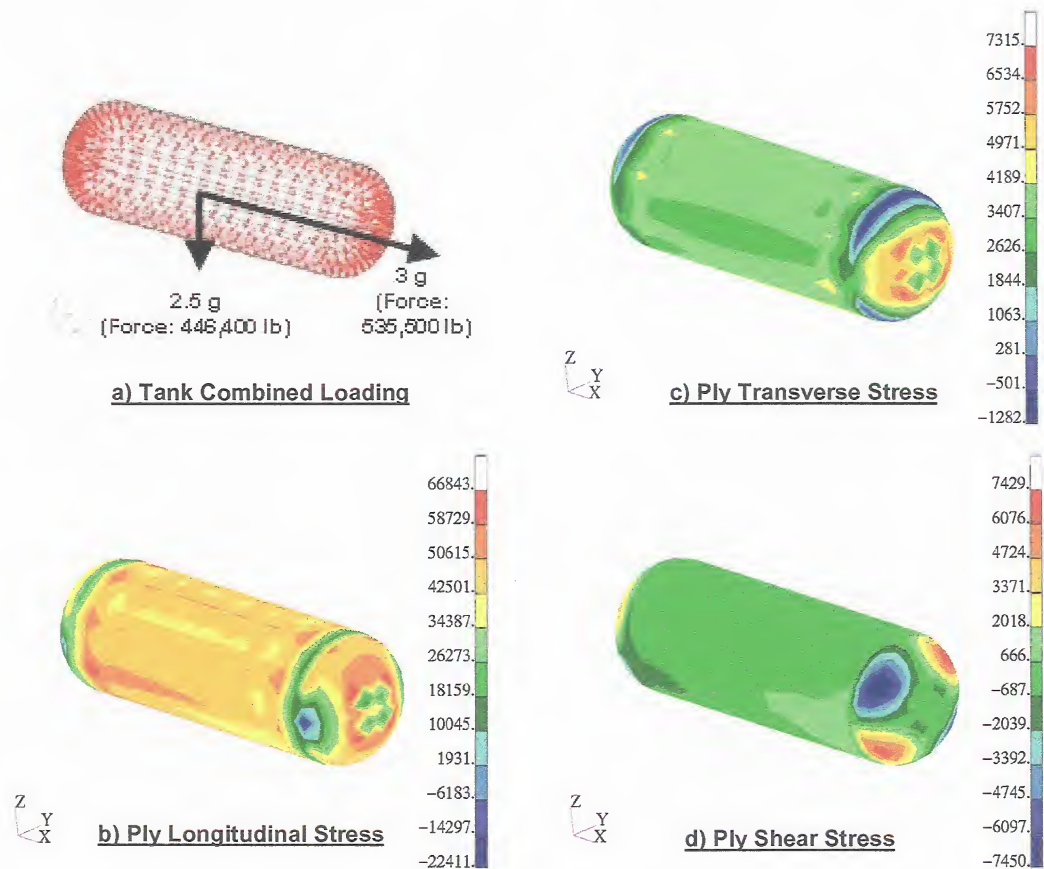 2.5 g
(Force: 446,400 lb)
3 g
(Force:
535,500 lb)
a) Tank Combined Loading
7315.
6534.
5752.
4971.
4189.
3407.
2626.
1844.
1063.
281.
-501.
-1282.
Z
Y
X
c) Ply Transverse Stress
66843.
58729.
50615.
42501.
34387.
26273.
18159.
10045.
1931.
-6183.
-14297.
-22411.
Z
Y
X
b) Ply Longitudinal Stress
7429.
6076.
4724.
3371.
2018.
666.
-687.
-2039.
-3392.
-4745.
-6097.
-7450.
Z
Y
X
d) Ply Shear Stress